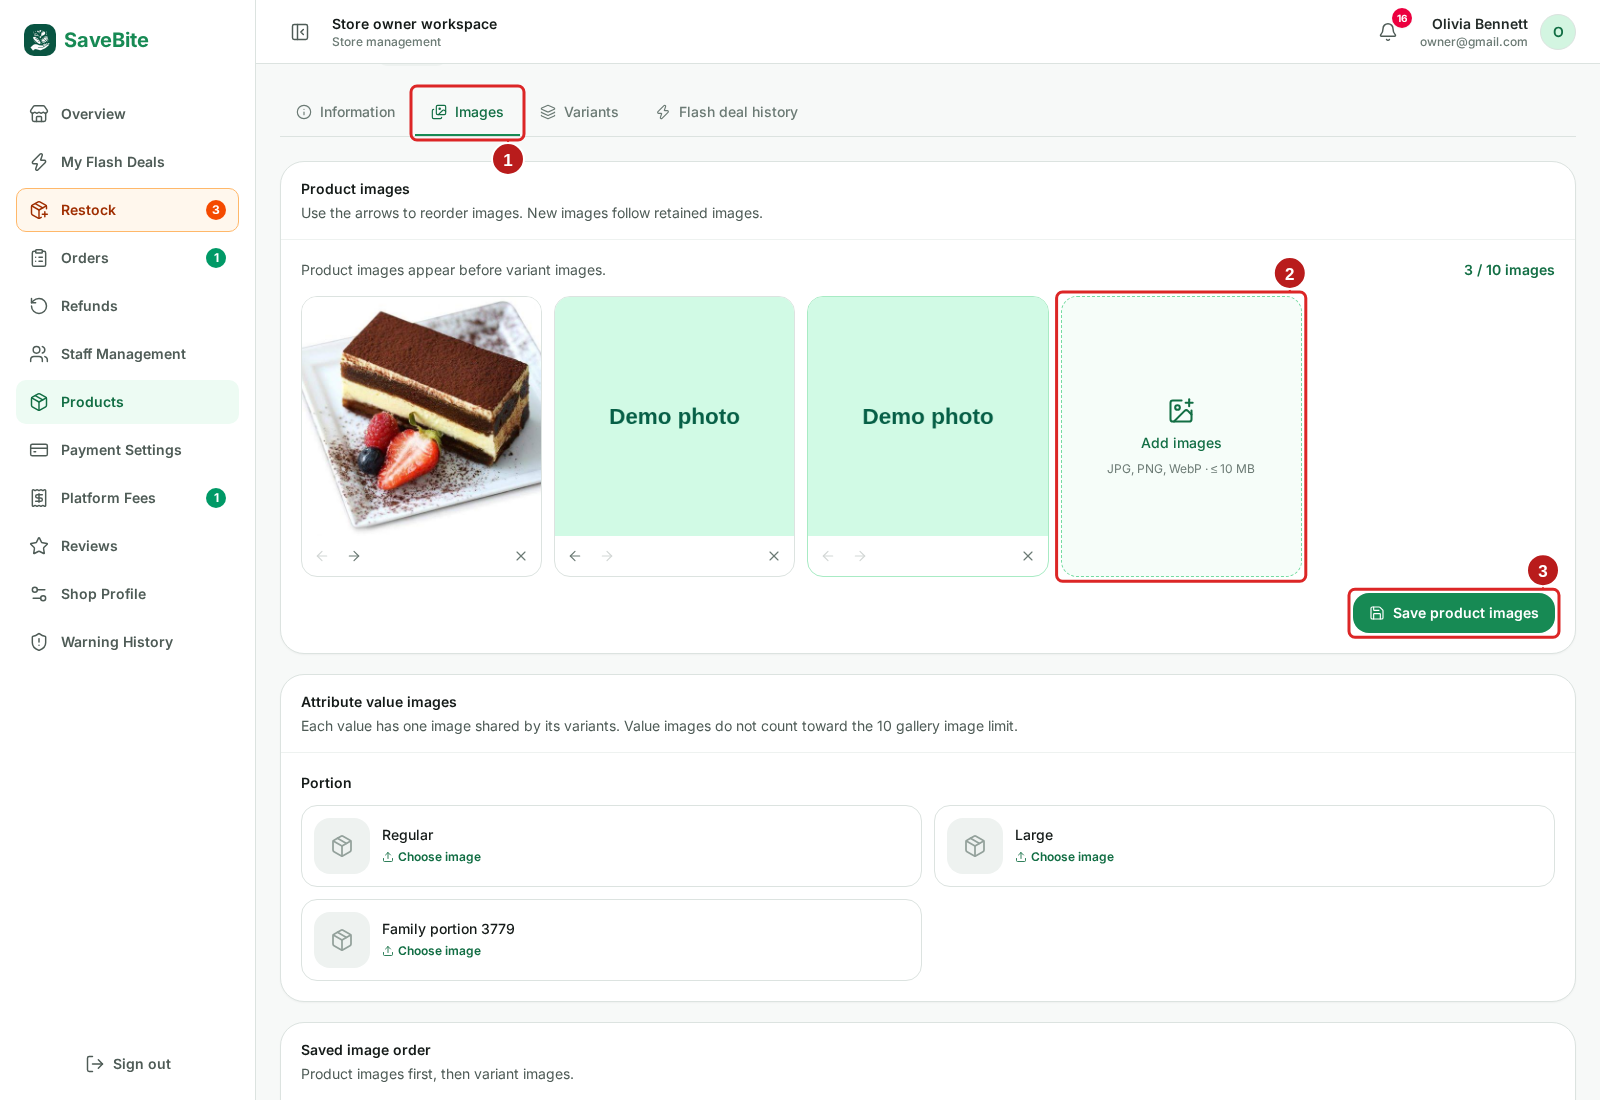 SaveBite
Store owner workspace
Store management
16
Olivia Bennett
owner@gmail.com
O
Overview
My Flash Deals
Restock 3
Orders 1
Refunds
Staff Management
Products
Payment Settings
Platform Fees 1
Reviews
Shop Profile
Warning History
Sign out
Information
Images
Variants
Flash deal history
1
Product images
Use the arrows to reorder images. New images follow retained images.
Product images appear before variant images.
2
3 / 10 images
Demo photo
Demo photo
Add images
JPG, PNG, WebP · ≤ 10 MB
3
Save product images
Attribute value images
Each value has one image shared by its variants. Value images do not count toward the 10 gallery image limit.
Portion
Regular
Choose image
Large
Choose image
Family portion 3779
Choose image
Saved image order
Product images first, then variant images.